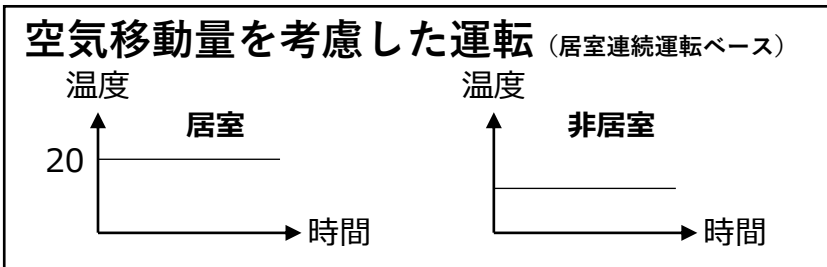 空気移動量を考慮した運転（居室連続運転ベース）
温度
居室
20
時間
温度
非居室
時間